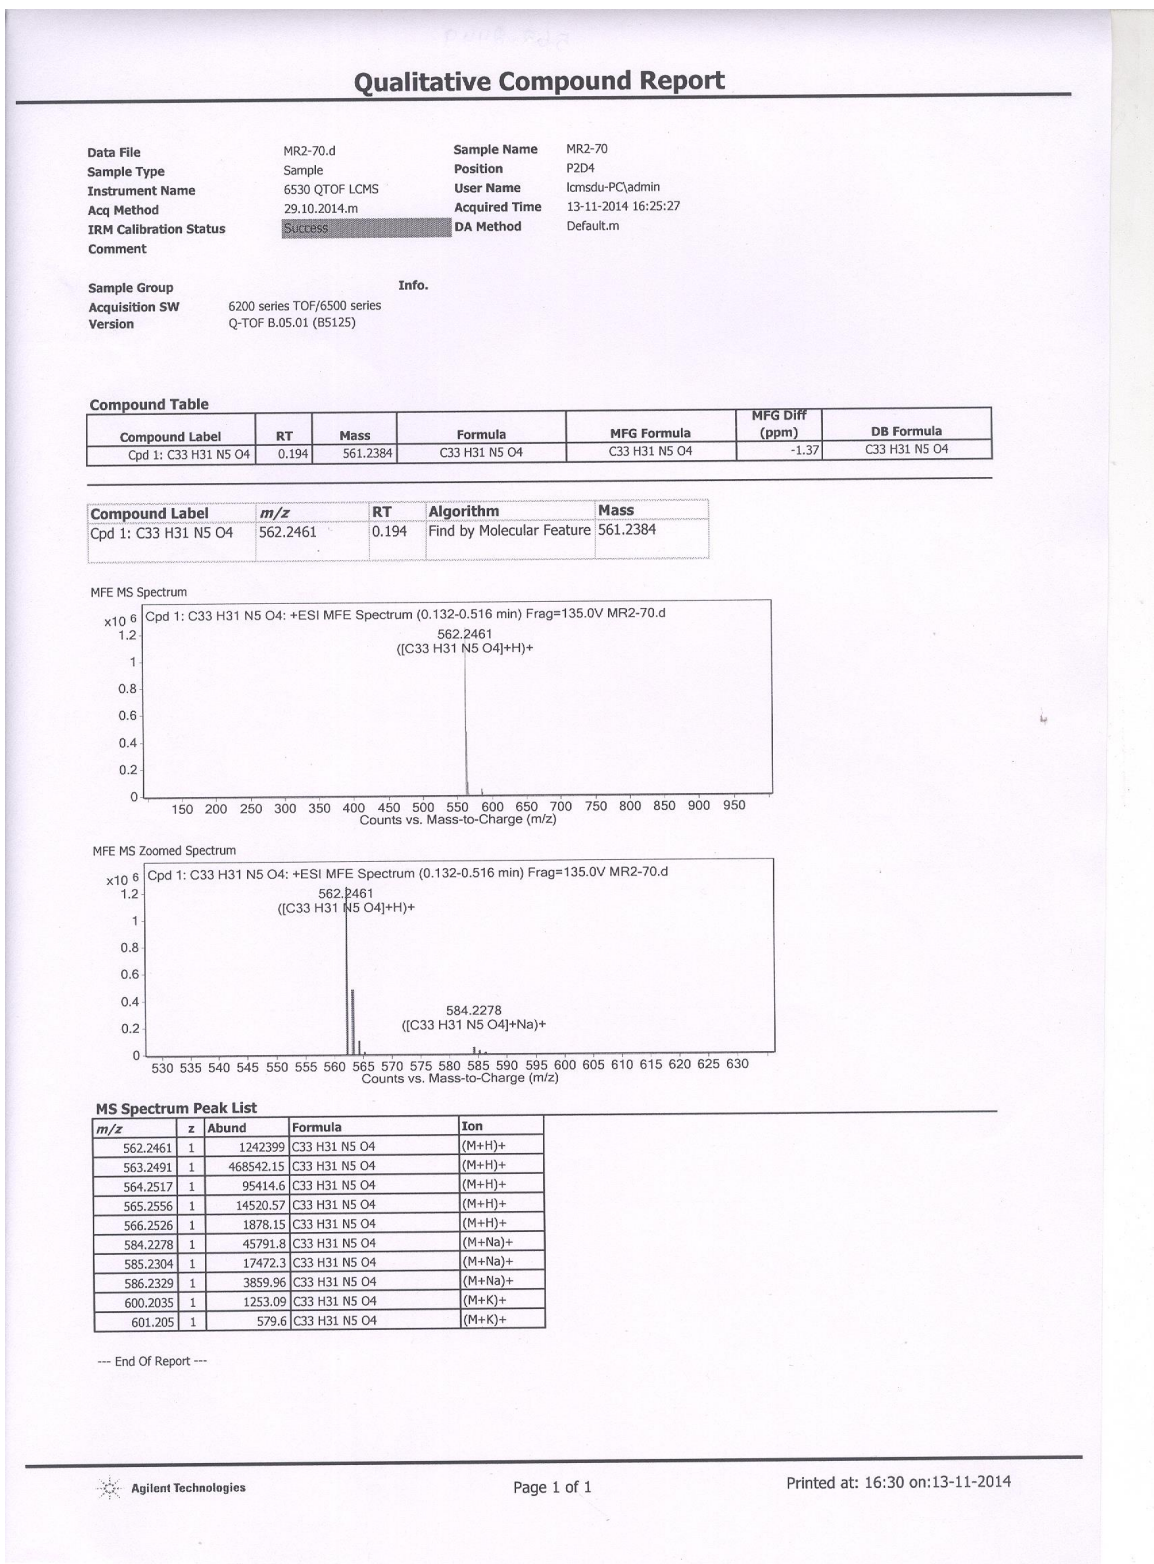 Qualitative Compound Report
Data File MR2-70.d Sample Name MR2-70
Sample Type Sample Position P2D4
Instrument Name 6530 QTOF LCMS User Name lcmsdu-PC\admin
Acq Method 29.10.2014.m Acquired Time 13-11-2014 16:25:27
IRM Calibration Status Success DA Method Default.m
Comment
Sample Group Info.
Acquisition SW 6200 series TOF/6500 series
Version Q-TOF B.05.01 (B5125)
Compound Table
Compound Label RT Mass Formula MFG Formula MFG Diff (ppm) DB Formula
Cpd 1: C33 H31 N5 O4 0.194 561.2384 C33 H31 N5 O4 C33 H31 N5 O4 -1.37 C33 H31 N5 O4
Compound Label m/z RT Algorithm Mass
Cpd 1: C33 H31 N5 O4 562.2461 0.194 Find by Molecular Feature 561.2384
MFE MS Spectrum
x10 6 Cpd 1: C33 H31 N5 O4: +ESI MFE Spectrum (0.132-0.516 min) Frag=135.0V MR2-70.d
1.2 562.2461
([C33 H31 N5 O4]+H)+
1
0.8
0.6
0.4
0.2
0
150 200 250 300 350 400 450 500 550 600 650 700 750 800 850 900 950
Counts vs. Mass-to-Charge (m/z)
MFE MS Zoomed Spectrum
x10 6 Cpd 1: C33 H31 N5 O4: +ESI MFE Spectrum (0.132-0.516 min) Frag=135.0V MR2-70.d
1.2 562.2461
([C33 H31 N5 O4]+H)+
1
0.8
0.6
0.4 584.2278
0.2 ([C33 H31 N5 O4]+Na)+
0
530 535 540 545 550 555 560 565 570 575 580 585 590 595 600 605 610 615 620 625 630
Counts vs. Mass-to-Charge (m/z)
MS Spectrum Peak List
m/z z Abund Formula Ion
562.2461 1 1242399 C33 H31 N5 O4 (M+H)+
563.2491 1 468542.15 C33 H31 N5 O4 (M+H)+
564.2517 1 95414.6 C33 H31 N5 O4 (M+H)+
565.2556 1 14520.57 C33 H31 N5 O4 (M+H)+
566.2526 1 1878.15 C33 H31 N5 O4 (M+H)+
584.2278 1 45791.8 C33 H31 N5 O4 (M+Na)+
585.2304 1 17472.3 C33 H31 N5 O4 (M+Na)+
586.2329 1 3859.96 C33 H31 N5 O4 (M+Na)+
600.2035 1 1253.09 C33 H31 N5 O4 (M+K)+
601.205 1 579.6 C33 H31 N5 O4 (M+K)+
--- End Of Report ---
Agilent Technologies Page 1 of 1 Printed at: 16:30 on:13-11-2014